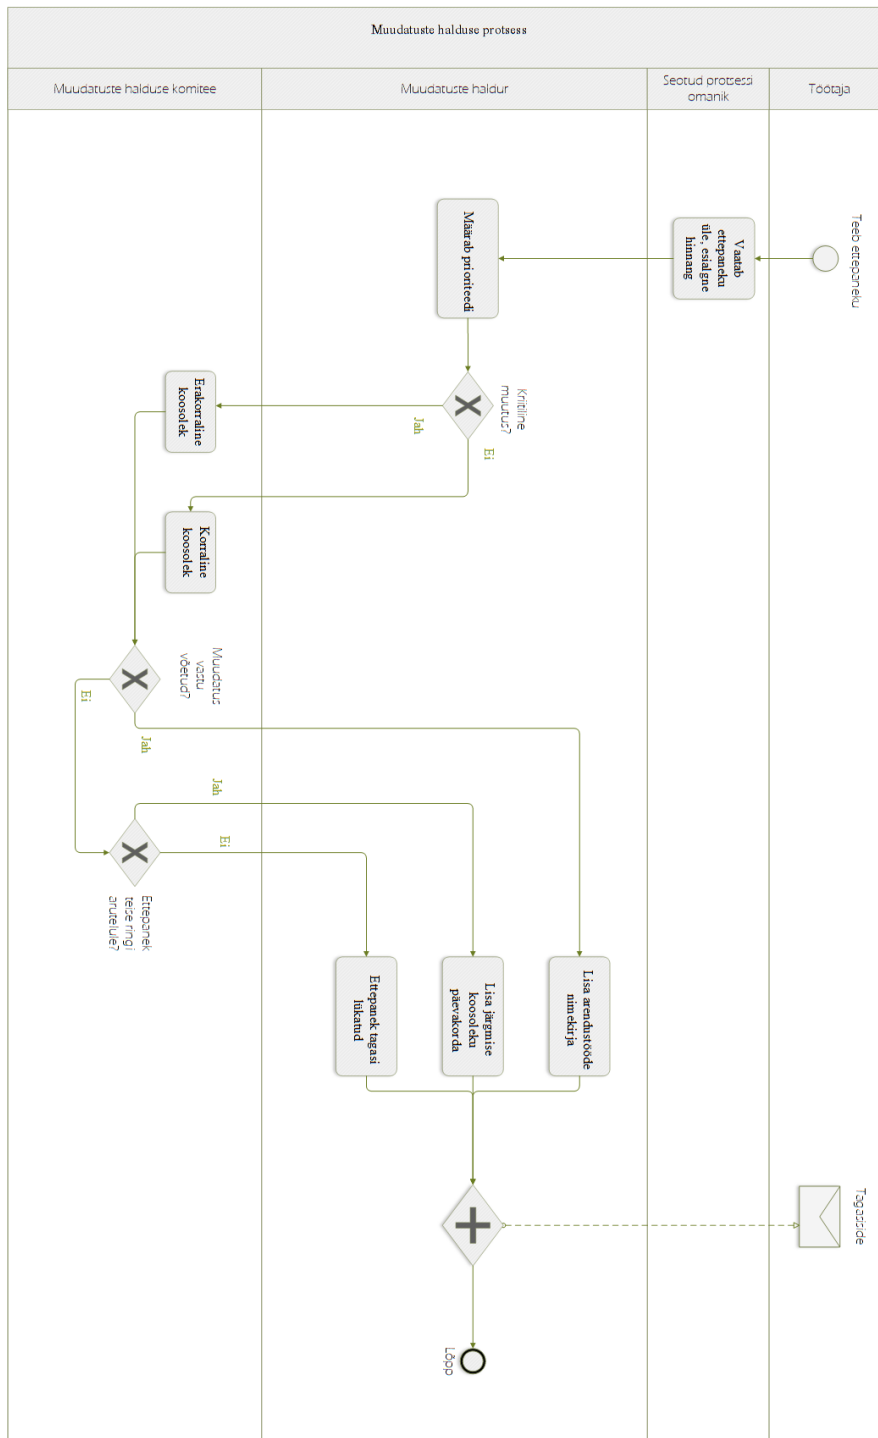 Muudatuste halduse protsess
Muudatuste halduse komitee
Muudatuste haldur
Seotud protsessi
omanik
Töötaja
Teeb ettepaneku
Vaatab
ettepaneku
üle, esialgne
hinnang
Määrab prioriteedi
Kriitiline
muutus?
Jah
Ei
Erakorraline
koosolek
Korraline
koosolek
Muudatus
vastu
võetud?
Ei
Jah
Jah
Ei
Ettepanek
teise ringi
arutelule?
Ettepanek tagasi
lükatud
Lisa järgmise
koosoleku
päevakorda
Lisa arendustööde
nimekirja
Tagasiside
Lõpp